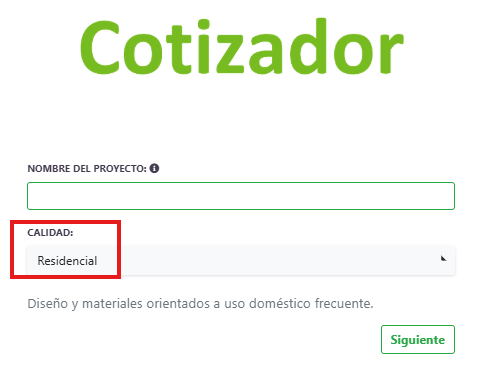 Cotizador
NOMBRE DEL PROYECTO:
CALIDAD:
Residencial
Diseño y materiales orientados a uso doméstico frecuente.
Siguiente